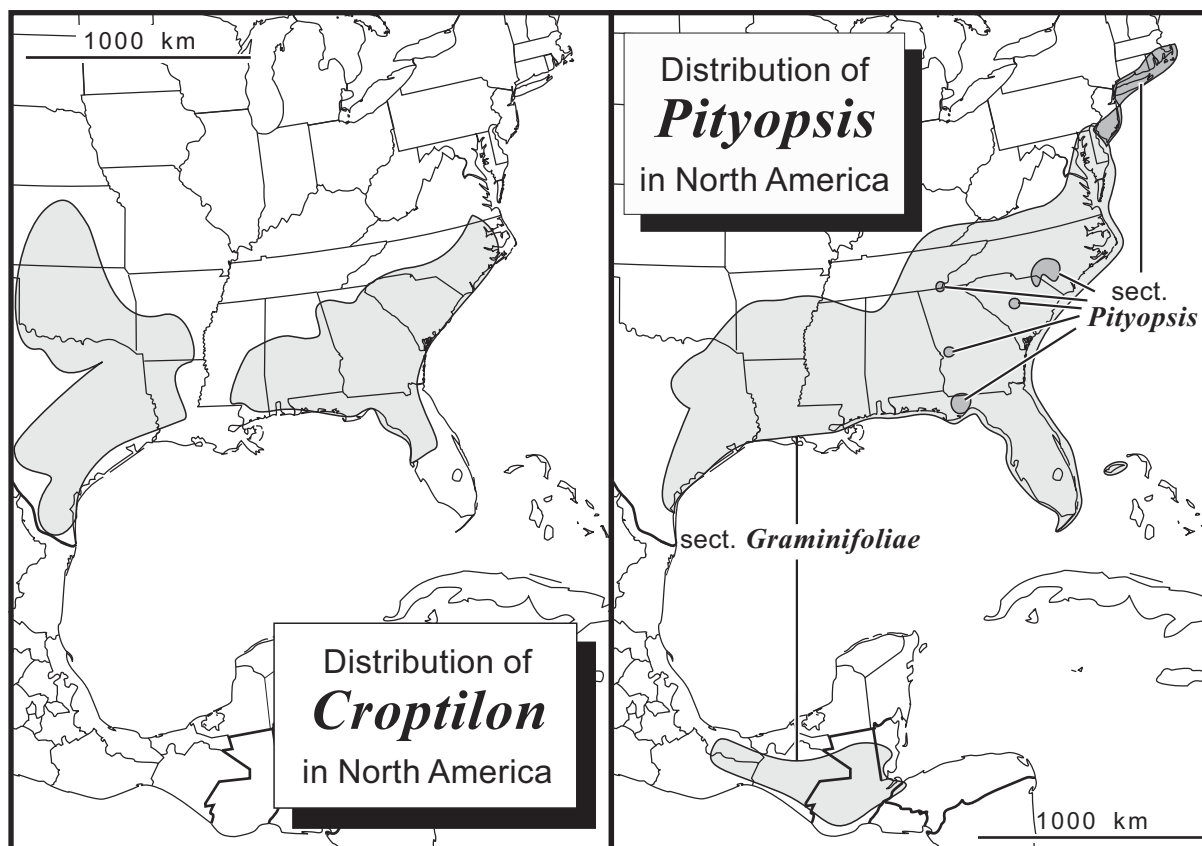 1000 km
Distribution of
Croptilon
in North America
Distribution of
Pityopsis
in North America
sect.
Pityopsis
sect. Graminifoliae
1000 km